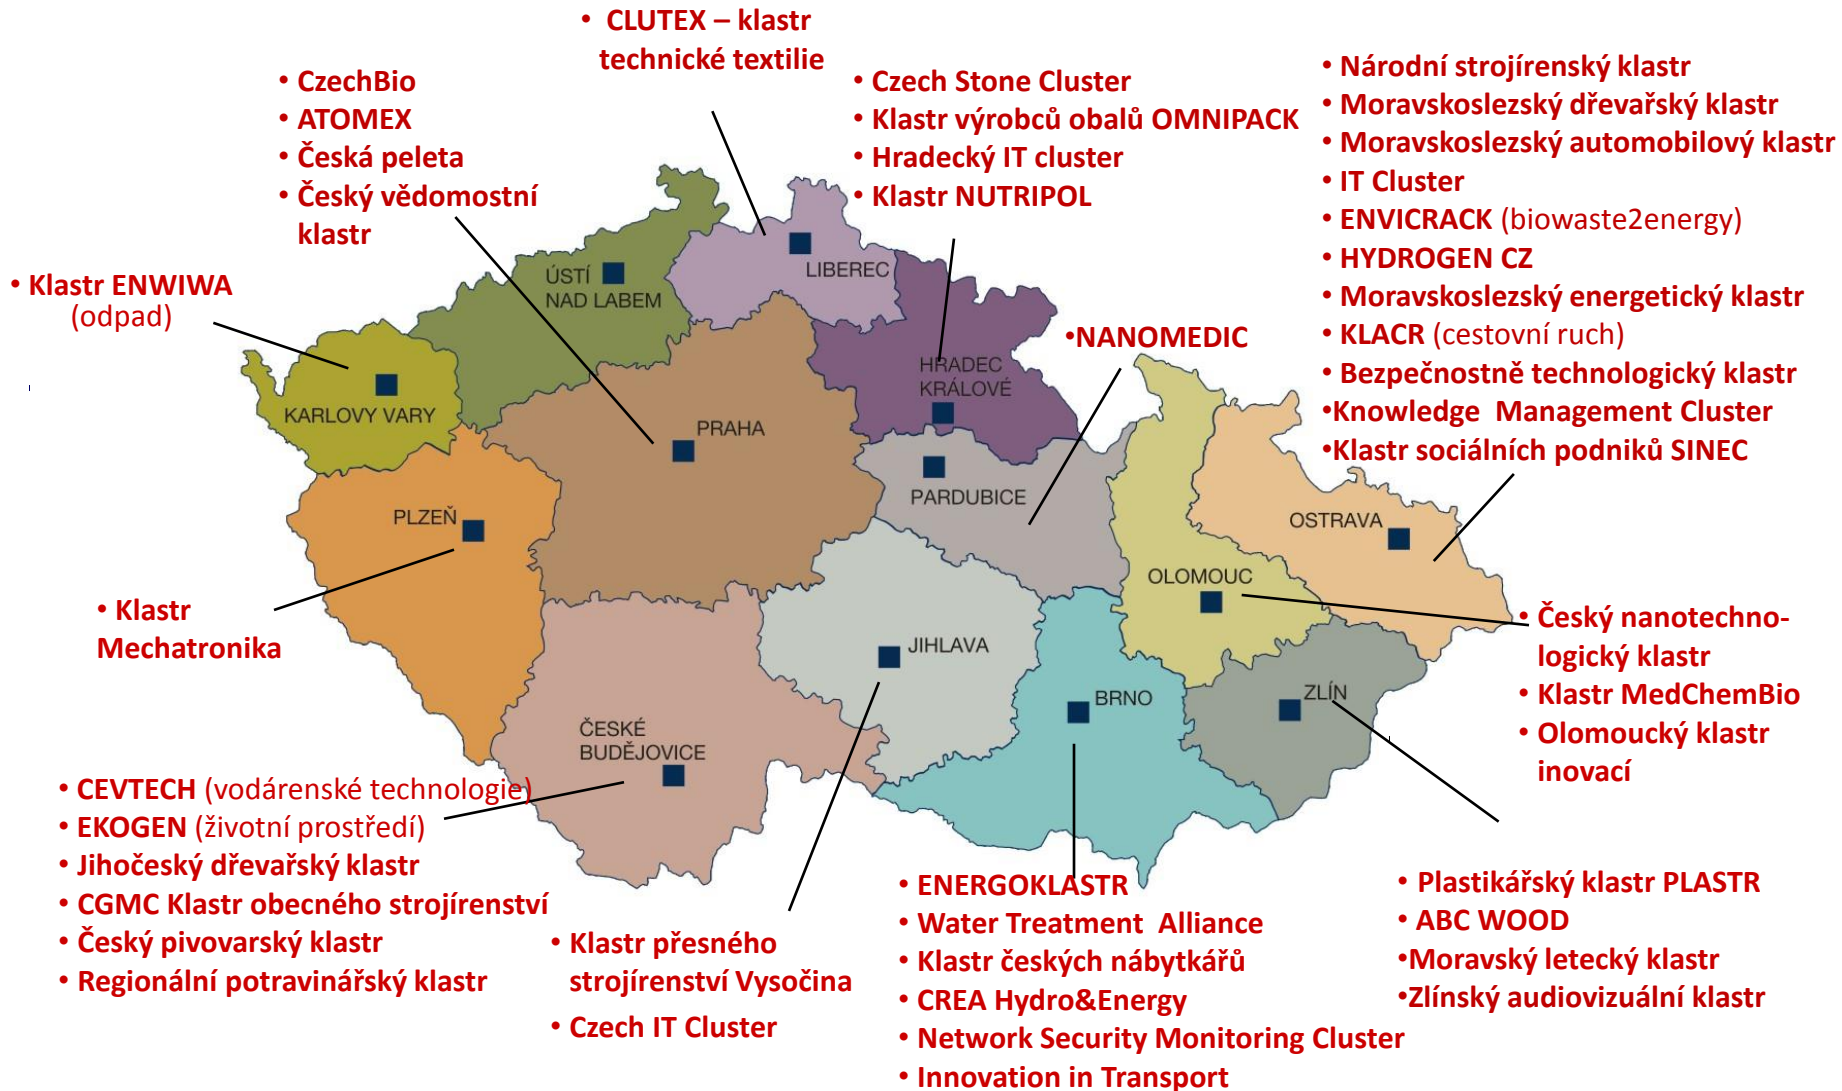 • CLUTEX – klastr
technické textilie
• CzechBio
• ATOMEX
• Česká peleta
• Český vědomostní
klastr
• Czech Stone Cluster
• Klastr výrobců obalů OMNIPACK
• Hradecký IT cluster
• Klastr NUTRIPOL
• Národní strojírenský klastr
• Moravskoslezský dřevařský klastr
• Moravskoslezský automobilový klastr
• IT Cluster
• ENVICRACK (biowaste2energy)
• HYDROGEN CZ
• Moravskoslezský energetický klastr
• KLACR (cestovní ruch)
• Bezpečnostně technologický klastr
•Knowledge Management Cluster
•Klastr sociálních podniků SINEC
• Klastr ENWIWA
(odpad)
•NANOMEDIC
ÚSTÍ
NAD LABEM
LIBEREC
HRADEC
KRÁLOVÉ
KARLOVY VARY
PRAHA
PARDUBICE
PLZEŇ
OSTRAVA
OLOMOUC
JIHLAVA
BRNO
ZLÍN
ČESKÉ
BUDĚJOVICE
• Klastr
Mechatronika
• Český nanotechno-
logický klastr
• Klastr MedChemBio
• Olomoucký klastr
inovací
• CEVTECH (vodárenské technologie)
• EKOGEN (životní prostředí)
• Jihočeský dřevařský klastr
• CGMC Klastr obecného strojírenství
• Český pivovarský klastr
• Regionální potravinářský klastr
• Klastr přesného
strojírenství Vysočina
• Czech IT Cluster
• ENERGOKLASTR
• Water Treatment Alliance
• Klastr českých nábytkářů
• CREA Hydro&Energy
• Network Security Monitoring Cluster
• Innovation in Transport
• Plastikářský klastr PLASTR
• ABC WOOD
•Moravský letecký klastr
•Zlínský audiovizuální klastr